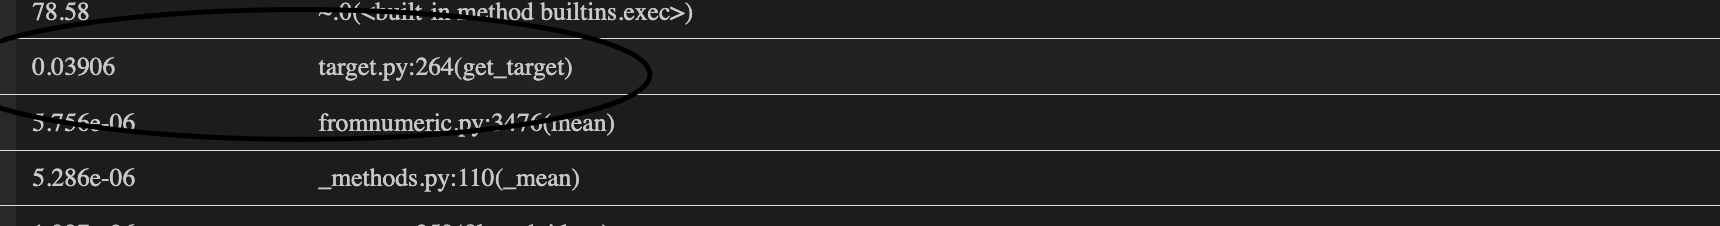 78.58 ~:0(<built-in method builtins.exec>)
0.03906 target.py:264(get_target)
5.756e-06 fromnumeric.py:3476(mean)
5.286e-06 _methods.py:110(_mean)